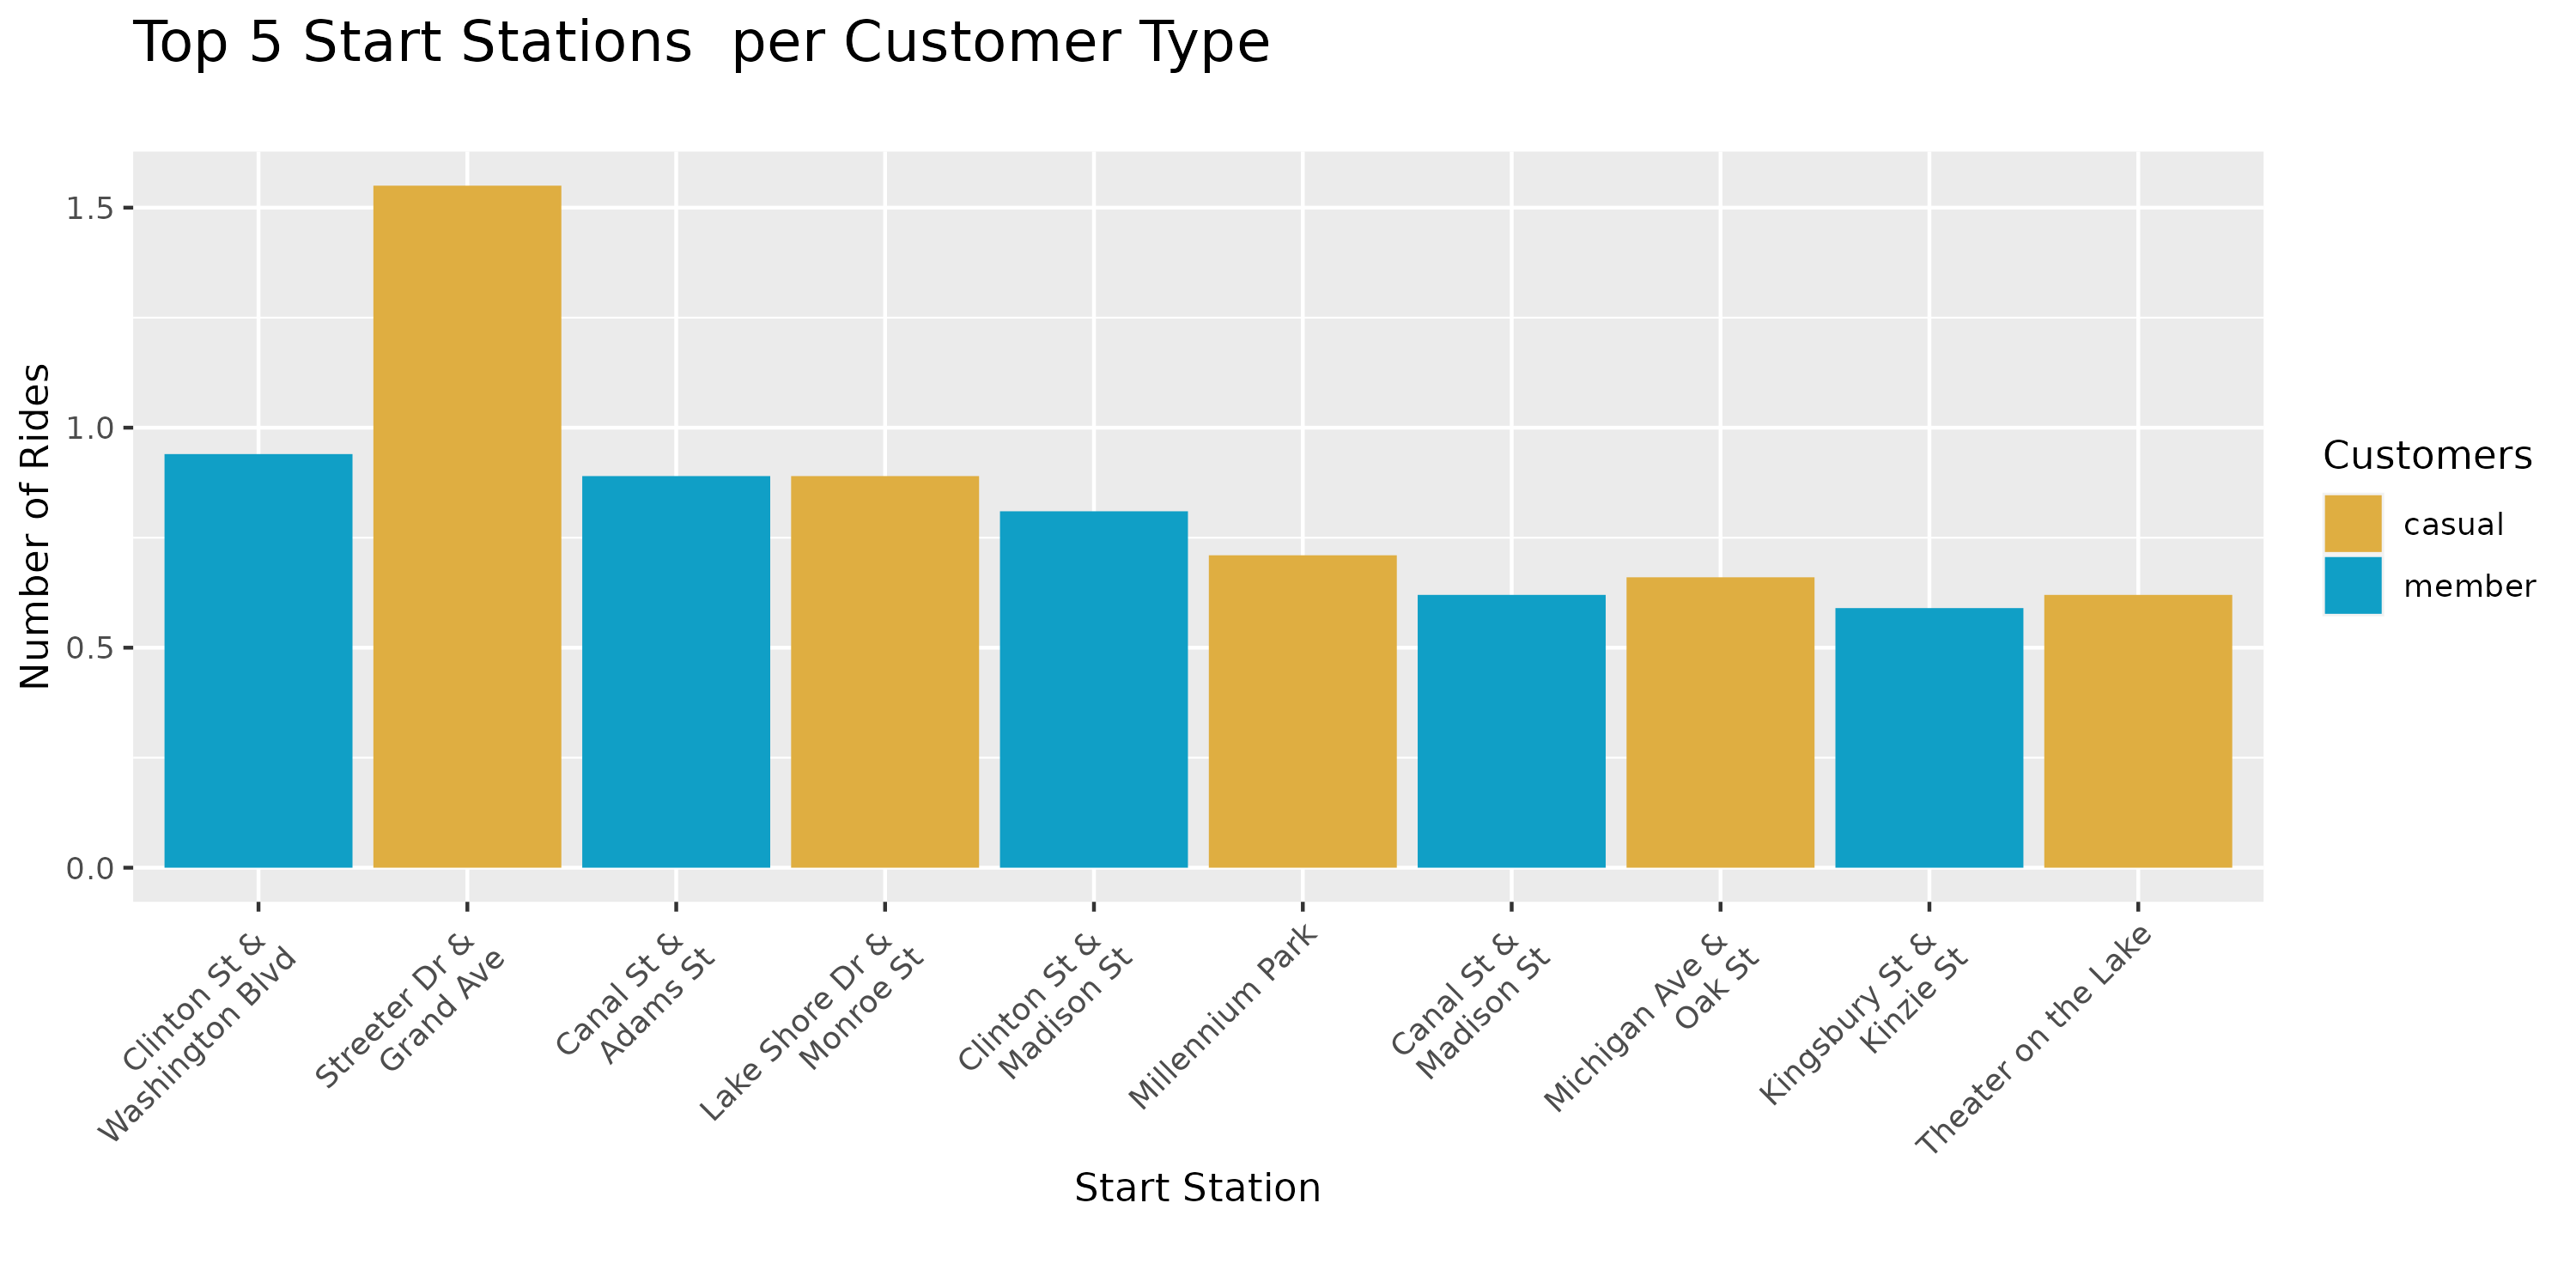 Top 5 Start Stations  per Customer Type
Number of Rides
1.5
1.0
0.5
0.0
Clinton St &
Washington Blvd
Streeter Dr &
Grand Ave
Canal St &
Adams St
Lake Shore Dr &
Monroe St
Clinton St &
Madison St
Millennium Park
Canal St &
Madison St
Michigan Ave &
Oak St
Kingsbury St &
Kinzie St
Theater on the Lake
Start Station
Customers
casual
member